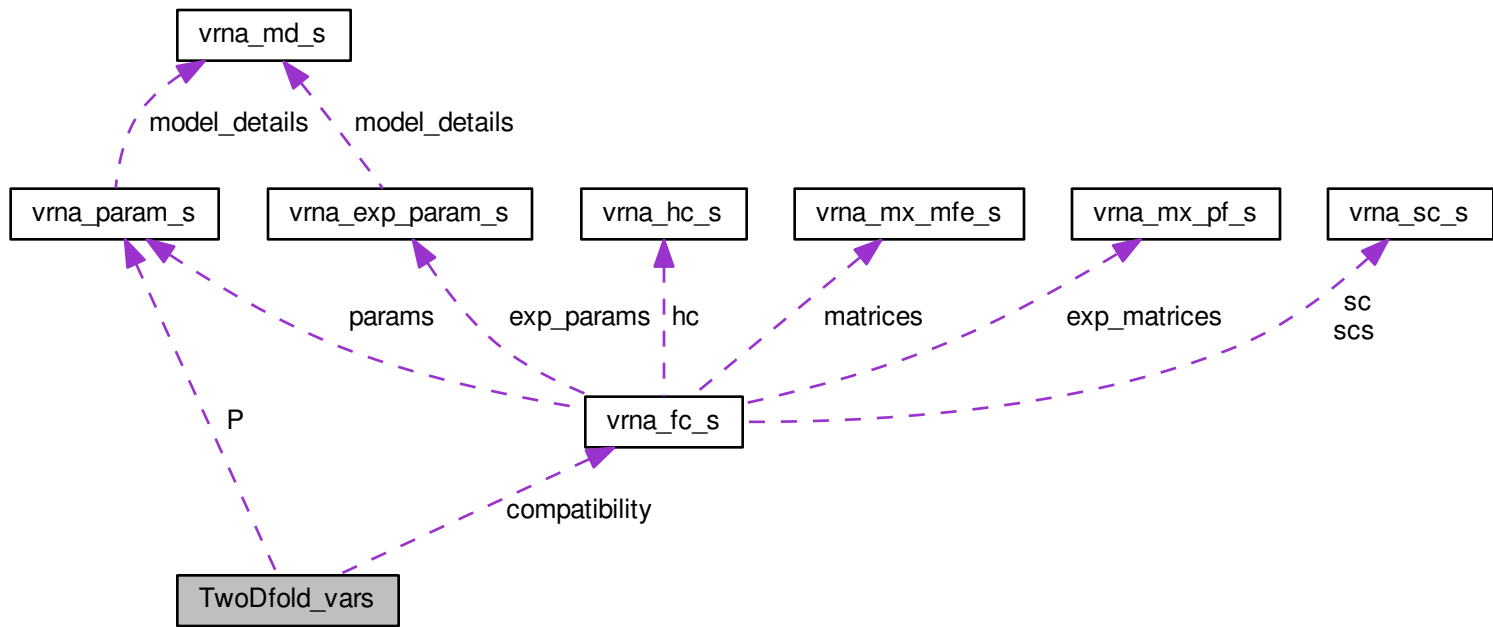 vrna_md_s
model_details
model_details
vrna_param_s
vrna_exp_param_s
vrna_hc_s
vrna_mx_mfe_s
vrna_mx_pf_s
vrna_sc_s
params
exp_params
hc
matrices
exp_matrices
sc
scs
P
vrna_fc_s
compatibility
TwoDfold_vars